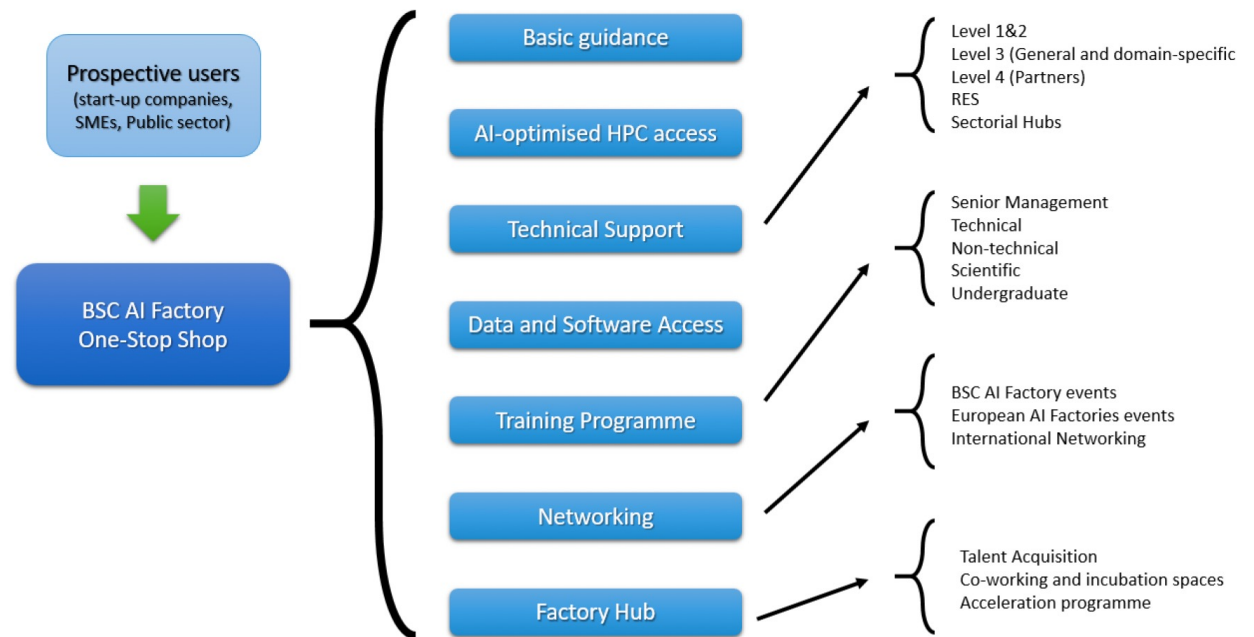 Prospective users
(start-up companies,
SMEs, Public sector)
BSC AI Factory
One-Stop Shop
Basic guidance
AI-optimised HPC access
Technical Support
Data and Software Access
Training Programme
Networking
Factory Hub
Level 1&2
Level 3 (General and domain-specific
Level 4 (Partners)
RES
Sectorial Hubs
Senior Management
Technical
Non-technical
Scientific
Undergraduate
BSC AI Factory events
European AI Factories events
International Networking
Talent Acquisition
Co-working and incubation spaces
Acceleration programme